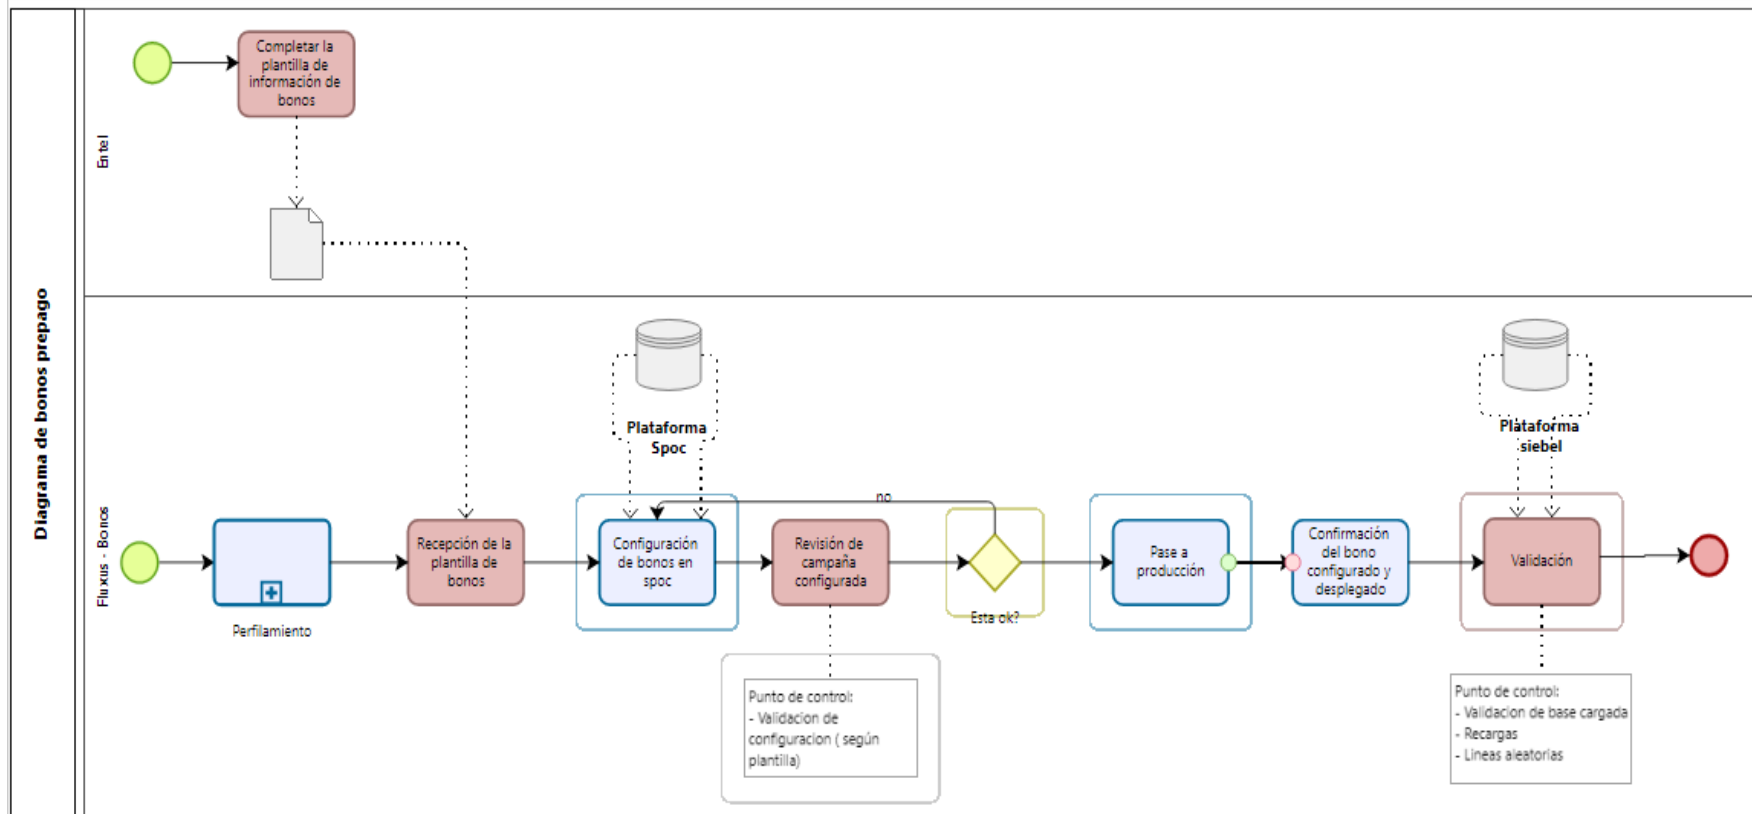 Diagrama de bonos prepago
Entel
Completar la
plantilla de
información de
bonos
Fluxus - Bonos
Perfilamiento
Recepción de la
plantilla de
bonos
Plataforma
Spoc
Configuración
de bonos en
spoc
Revisión de
campaña
configurada
Punto de control:
- Validacion de
configuracion ( según
plantilla)
no
Esta ok?
Pase a
producción
Confirmación
del bono
configurado y
desplegado
Plataforma
siebel
Validación
Punto de control:
- Validacion de base cargada
- Recargas
- Lineas aleatorias